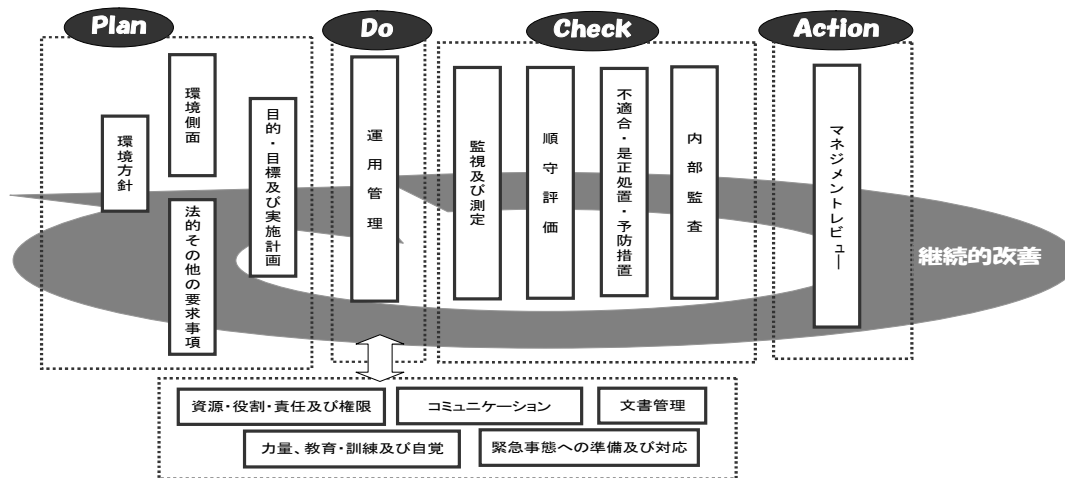 Plan
Do
Check
Action
環境方針
環境側面
法的その他の要求事項
目的・目標及び実施計画
運用管理
監視及び測定
順守評価
不適合・是正処置・予防措置
内部監査
マネジメントレビュー
継続的改善
資源・役割・責任及び権限
コミュニケーション
文書管理
力量、教育・訓練及び自覚
緊急事態への準備及び対応